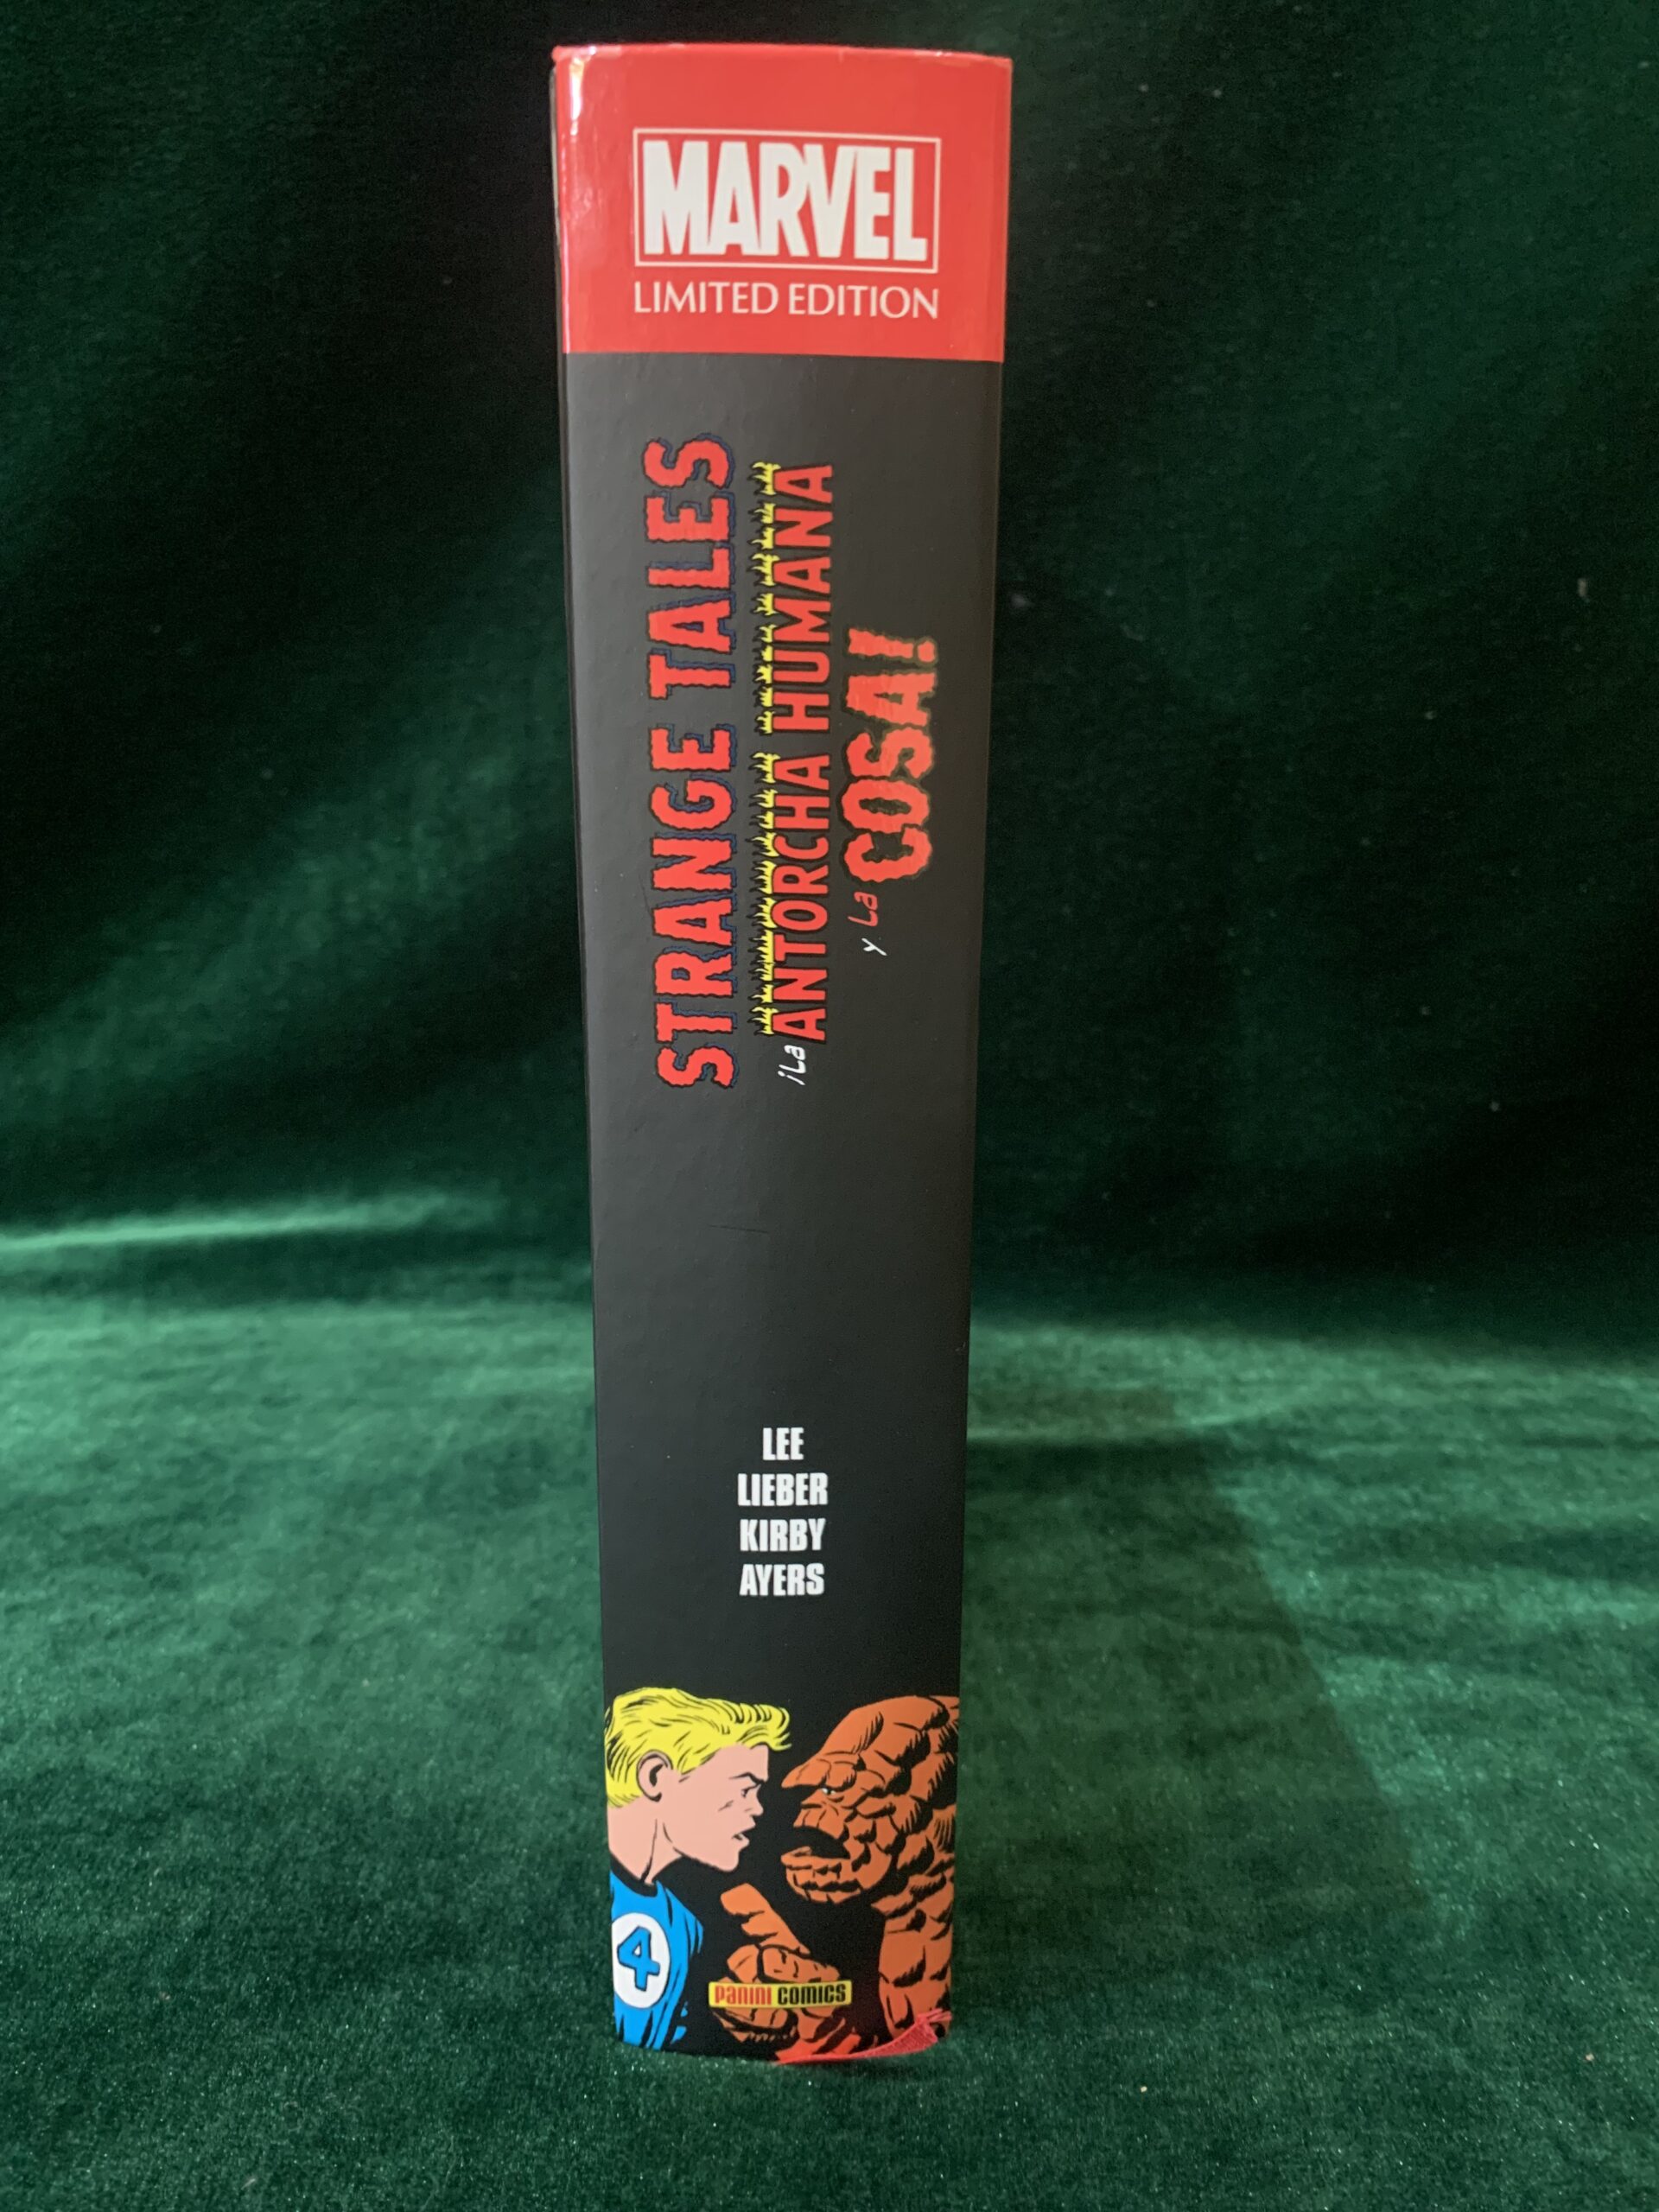 MARVEL
LIMITED EDITION
STRANGE TALES
¡La ANTORCHA HUMANA
y La COSA!
LEE
LIEBER
KIRBY
AYERS
4
PANINI COMICS